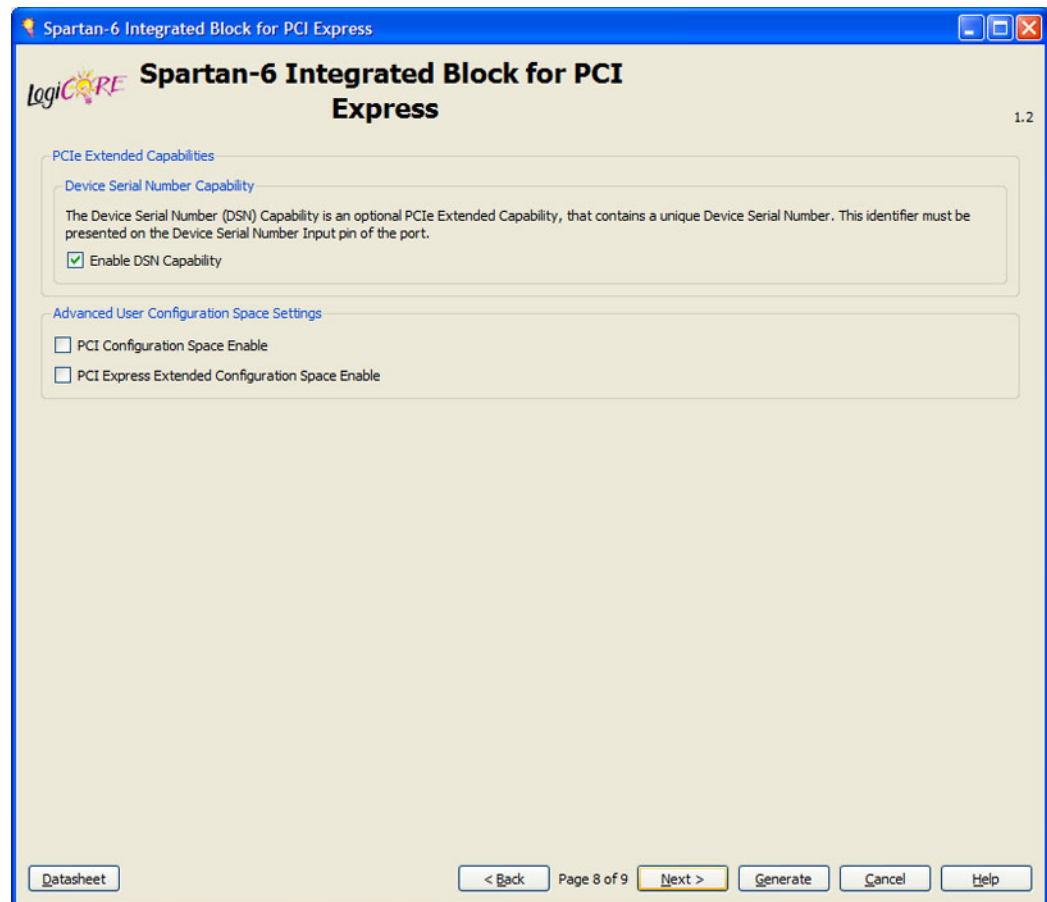 Spartan-6 Integrated Block for PCI Express
LogiCORE
Spartan-6 Integrated Block for PCI
Express
1.2
PCIe Extended Capabilities
Device Serial Number Capability
The Device Serial Number (DSN) Capability is an optional PCIe Extended Capability, that contains a unique Device Serial Number. This identifier must be
presented on the Device Serial Number Input pin of the port.
Enable DSN Capability
Advanced User Configuration Space Settings
PCI Configuration Space Enable
PCI Express Extended Configuration Space Enable
Datasheet < Back Page 8 of 9 Next > Generate Cancel Help